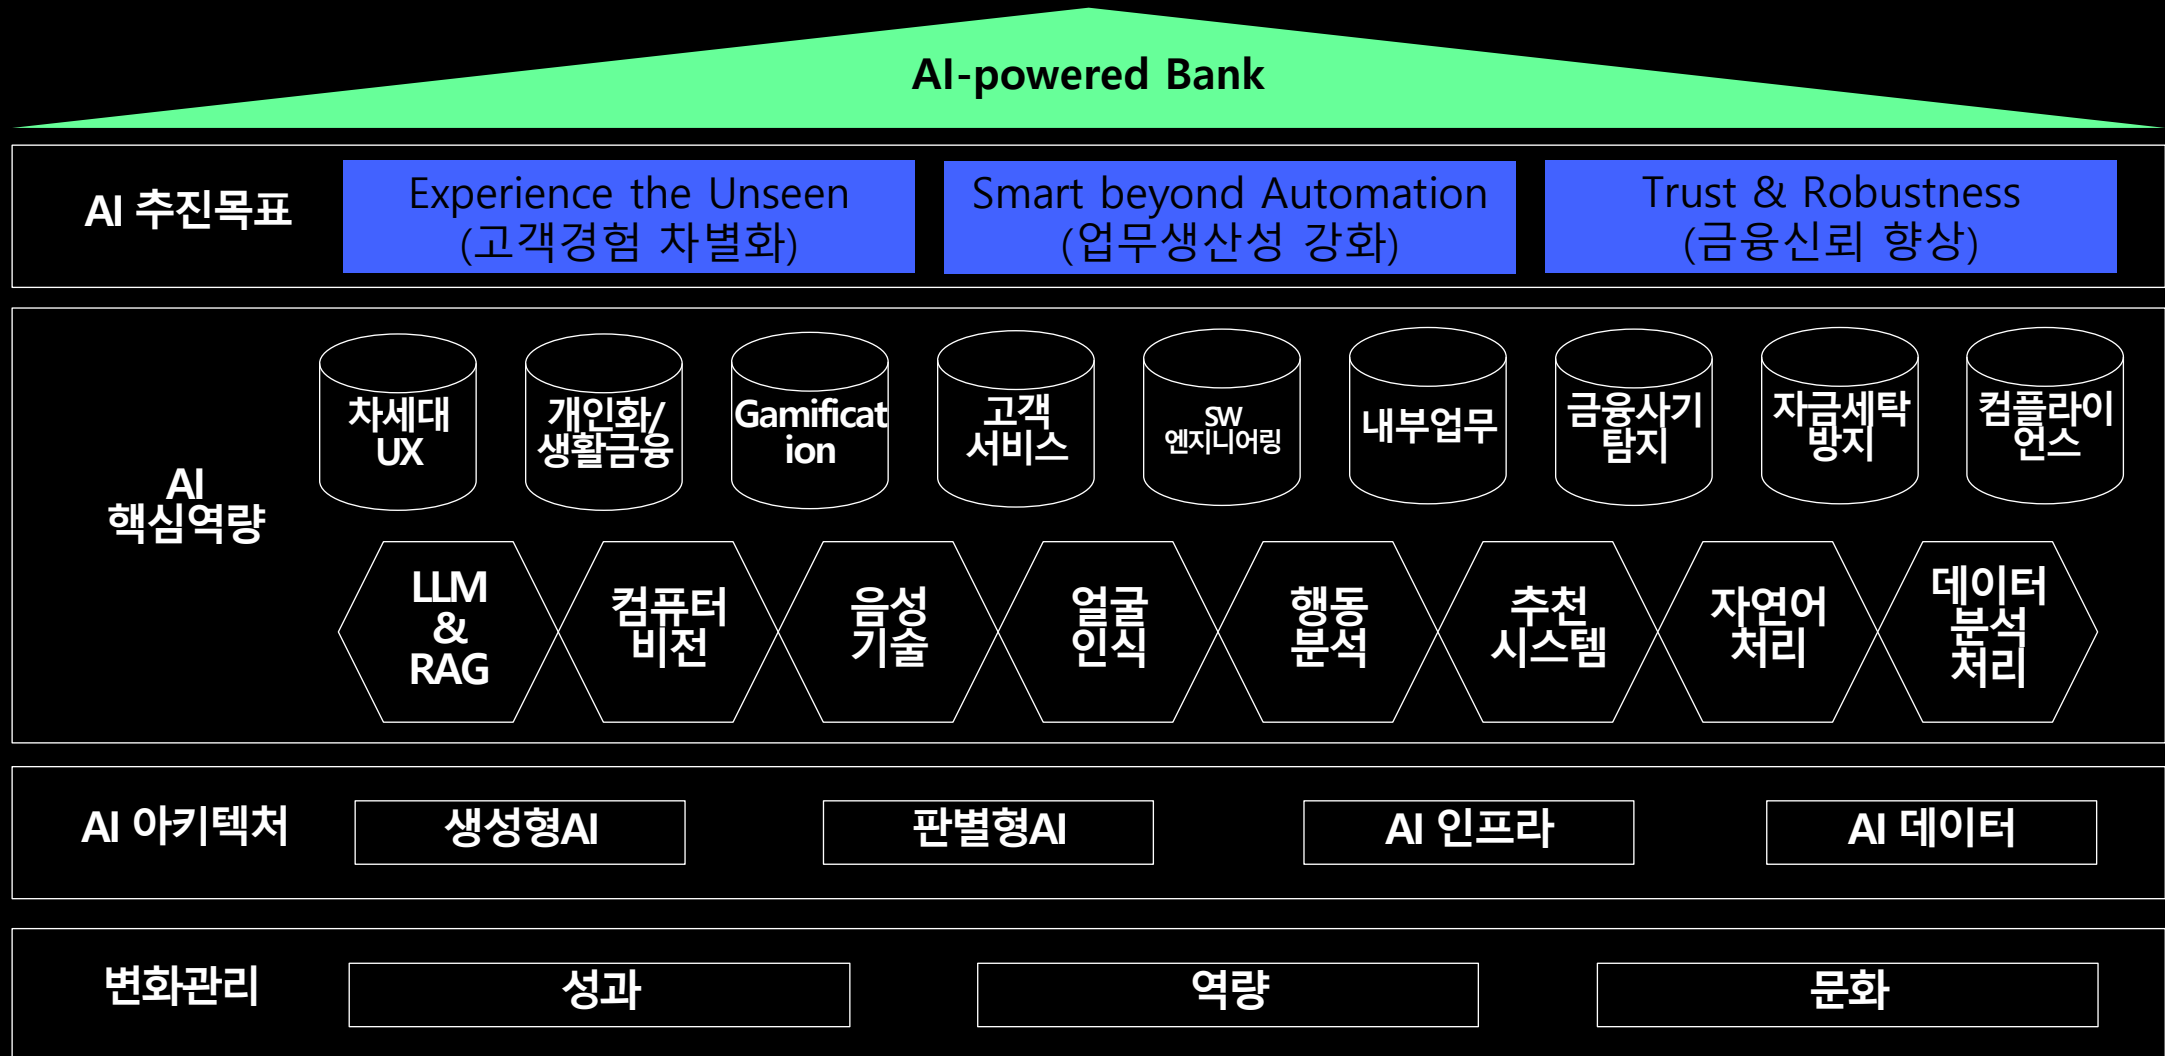 AI-powered Bank
AI 추진목표
Experience the Unseen
(고객경험 차별화)
Smart beyond Automation
(업무생산성 강화)
Trust & Robustness
(금융신뢰 향상)
AI
핵심역량
차세대
UX
개인화/
생활금융
Gamificat
ion
고객
서비스
SW
엔지니어링
내부업무
금융사기
탐지
자금세탁
방지
컴플라이
언스
LLM
&
RAG
컴퓨터
비전
음성
기술
얼굴
인식
행동
분석
추천
시스템
자연어
처리
데이터
분석
처리
AI 아키텍처
생성형AI
판별형AI
AI 인프라
AI 데이터
변화관리
성과
역량
문화